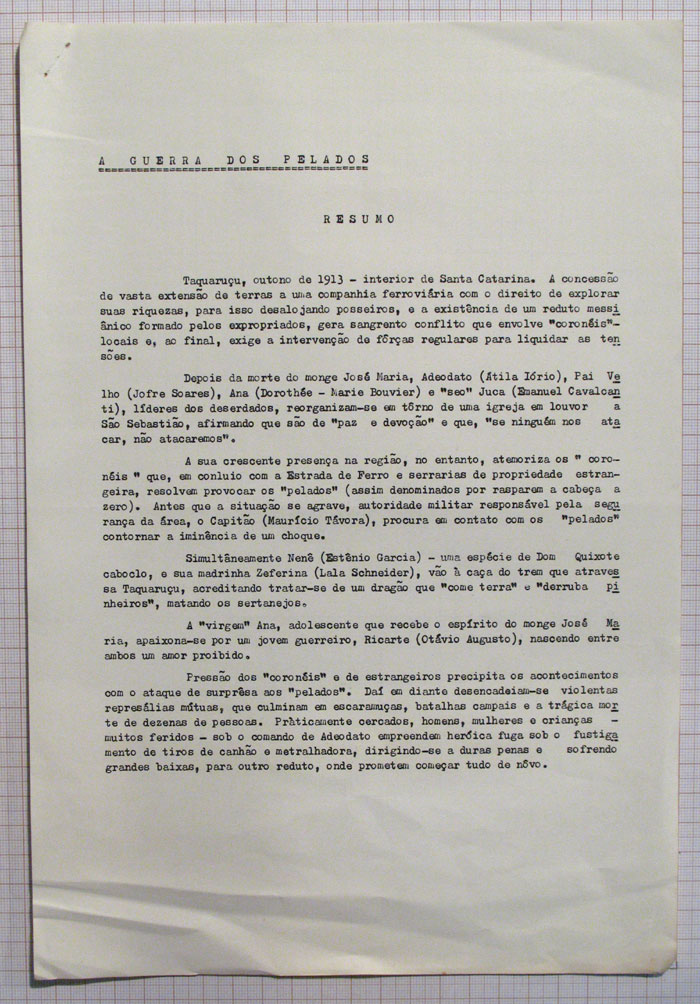 A GUERRA DOS PELADOS
RESUMO
Taquaruçu, outono de 1913 - interior de Santa Catarina. A concessão
de vasta extensão de terras a uma companhia ferroviária com o direito de explorar
suas riquezas, para isso desalojando posseiros, e a existência de um reduto messi
ânico formado pelos expropriados, gera sangrento conflito que envolve "coronéis"-
locais e, ao final, exige a intervenção de fôrças regulares para liquidar as ten
sões.
Depois da morte do monge José Maria, Adeodato (Átila Iório), Pai Ve
lho (Jofre Soares), Ana (Dorothée - Marie Bouvier) e "seo" Juca (Emanuel Cavalcan
ti), líderes dos deserdados, reorganizam-se em tôrno de uma igreja em louvor a
São Sebastião, afirmando que são de "paz e devoção" e que, "se ninguém nos ata
car, não atacaremos".
A sua crescente presença na região, no entanto, atemoriza os " coro-
néis " que, em conluio com a Estrada de Ferro e serrarias de propriedade estran-
geira, resolvem provocar os "pelados" (assim denominados por rasparem a cabeça a
zero). Antes que a situação se agrave, autoridade militar responsável pela segu
rança da área, o Capitão (Maurício Távora), procura em contato com os "pelados"
contornar a iminência de um choque.
Simultâneamente Nenê (Estênio Garcia) - uma espécie de Dom Quixote
caboclo, e sua madrinha Zeferina (Lala Schneider), vão à caça do trem que atraves
sa Taquaruçu, acreditando tratar-se de um dragão que "come terra" e "derruba pi
nheiros", matando os sertanejos.
A "virgem" Ana, adolescente que recebe o espírito do monge José Ma
ria, apaixona-se por um jovem guerreiro, Ricarte (Otávio Augusto), nascendo entre
ambos um amor proibido.
Pressão dos "coronéis" e de estrangeiros precipita os acontecimentos
com o ataque de surprêsa aos "pelados". Daí em diante desencadeiam-se violentas
represálias mútuas, que culminam em escaramuças, batalhas campais e a trágica mor
te de dezenas de pessoas. Pràticamente cercados, homens, mulheres e crianças -
muitos feridos - sob o comando de Adeodato empreendem heróica fuga sob o fustiga
mento de tiros de canhão e metralhadora, dirigindo-se a duras penas e sofrendo
grandes baixas, para outro reduto, onde prometem começar tudo de nôvo.